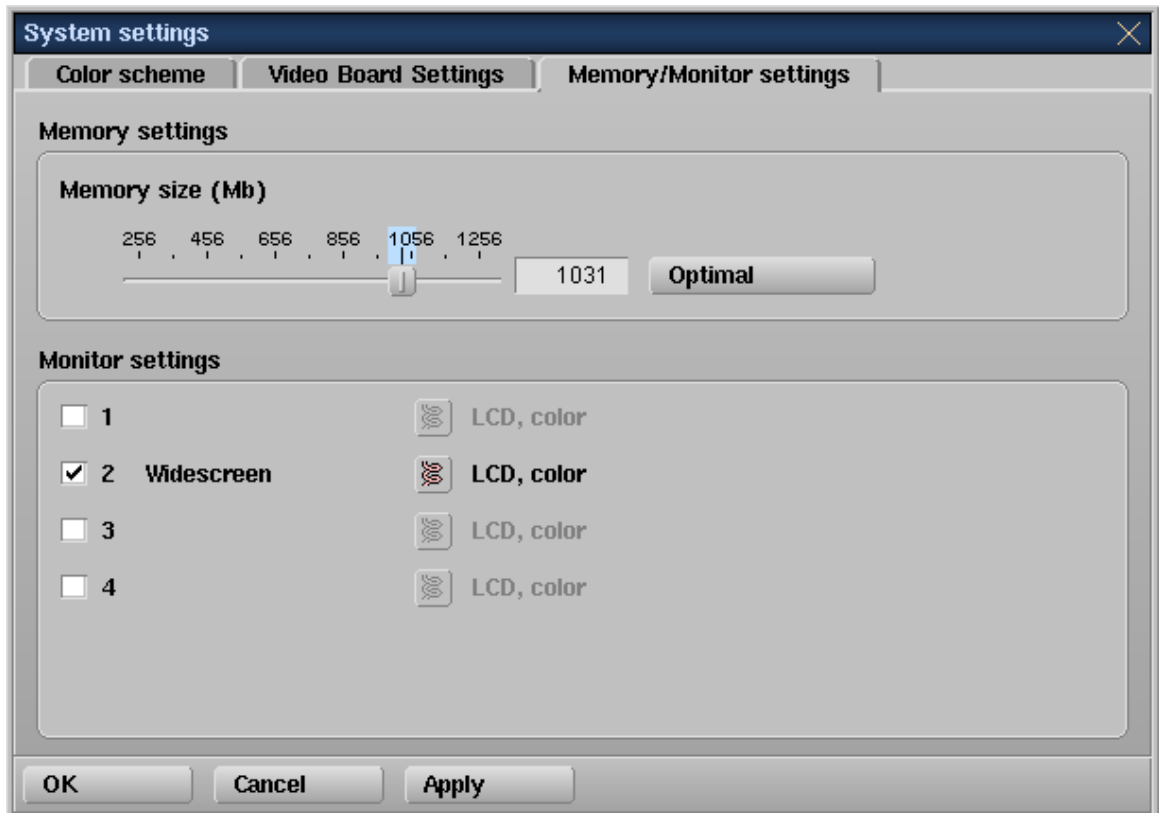 System settings
Color scheme Video Board Settings Memory/Monitor settings
Memory settings
Memory size (Mb)
256 456 656 856 1056 1256
1031 Optimal
Monitor settings
1 LCD, color
2 Widescreen LCD, color
3 LCD, color
4 LCD, color
OK Cancel Apply